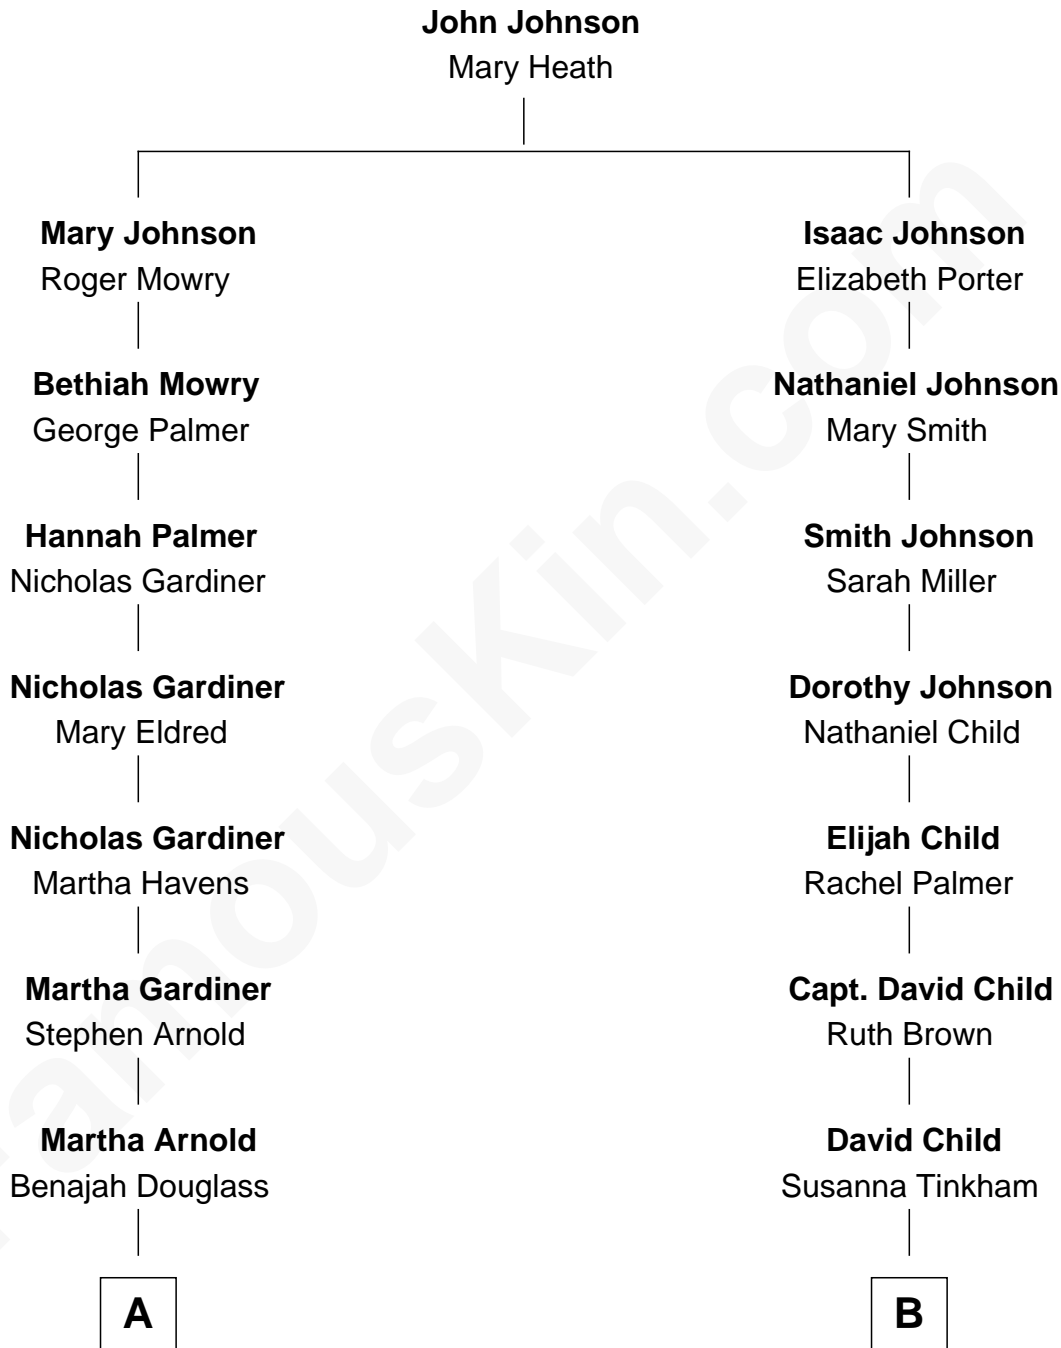 John Johnson
Mary Heath
Mary Johnson
Roger Mowry
Isaac Johnson
Elizabeth Porter
Bethiah Mowry
George Palmer
Nathaniel Johnson
Mary Smith
Hannah Palmer
Nicholas Gardiner
Smith Johnson
Sarah Miller
Nicholas Gardiner
Mary Eldred
Dorothy Johnson
Nathaniel Child
Nicholas Gardiner
Martha Havens
Elijah Child
Rachel Palmer
Martha Gardiner
Stephen Arnold
Capt. David Child
Ruth Brown
Martha Arnold
Benajah Douglass
David Child
Susanna Tinkham
A
B
FamousKin.com